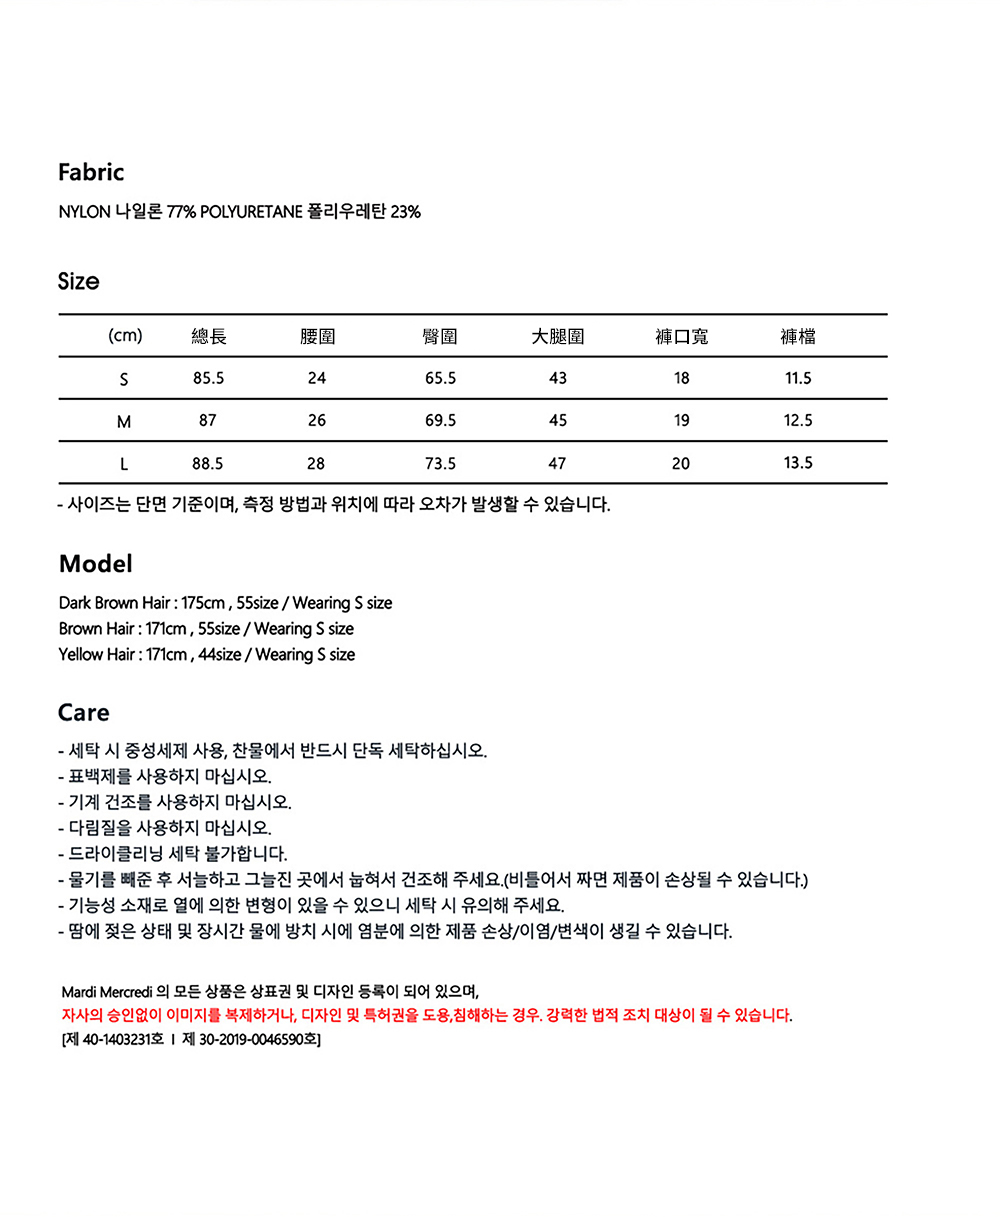 Fabric
NYLON 나일론 77% POLYURETANE 폴리우레탄 23%
Size
(cm) 總長 腰圍 臀圍 大腿圍 褲口寬 褲檔
S 85.5 24 65.5 43 18 11.5
M 87 26 69.5 45 19 12.5
L 88.5 28 73.5 47 20 13.5
- 사이즈는 단면 기준이며, 측정 방법과 위치에 따라 오차가 발생할 수 있습니다.
Model
Dark Brown Hair : 175cm , 55size / Wearing S size
Brown Hair : 171cm , 55size / Wearing S size
Yellow Hair : 171cm , 44size / Wearing S size
Care
- 세탁 시 중성세제 사용, 찬물에서 반드시 단독 세탁하십시오.
- 표백제를 사용하지 마십시오.
- 기계 건조를 사용하지 마십시오.
- 다림질을 사용하지 마십시오.
- 드라이클리닝 세탁 불가합니다.
- 물기를 빼준 후 서늘하고 그늘진 곳에서 눕혀서 건조해 주세요.(비틀어서 짜면 제품이 손상될 수 있습니다.)
- 기능성 소재로 열에 의한 변형이 있을 수 있으니 세탁 시 유의해 주세요.
- 땀에 젖은 상태 및 장시간 물에 방치 시에 염분에 의한 제품 손상/이염/변색이 생길 수 있습니다.
Mardi Mercredi 의 모든 상품은 상표권 및 디자인 등록이 되어 있으며,
자사의 승인없이 이미지를 복제하거나, 디자인 및 특허권을 도용,침해하는 경우. 강력한 법적 조치 대상이 될 수 있습니다.
[제 40-1403231호 I 제 30-2019-0046590호]